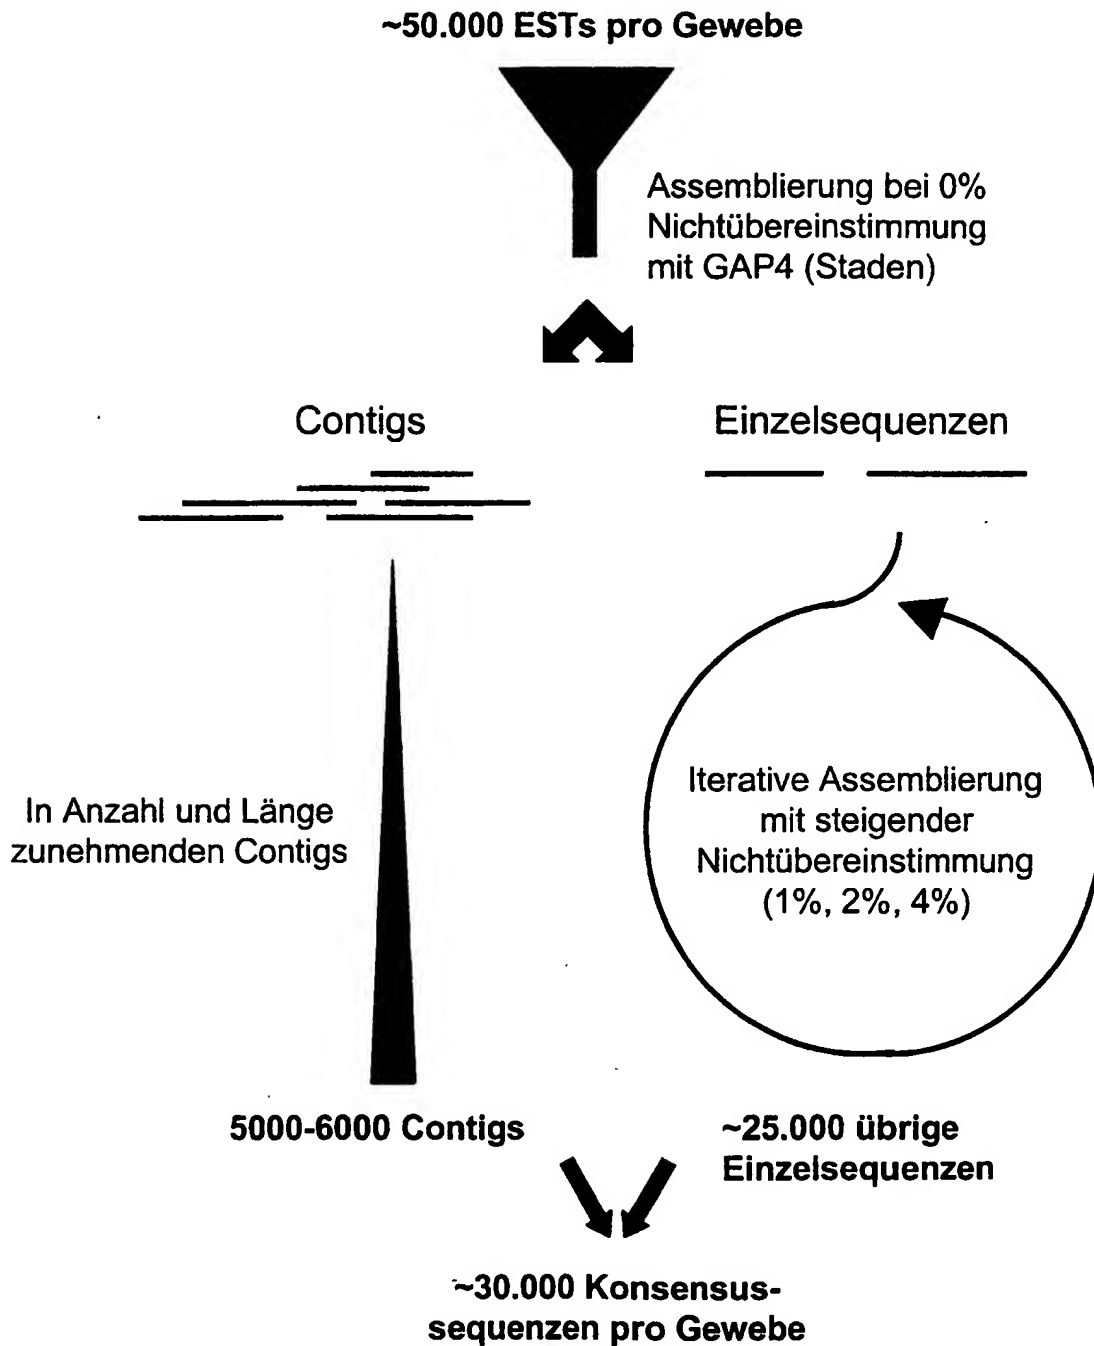 ~50.000 ESTs pro Gewebe
Assemblierung bei 0%
Nichtübereinstimmung
mit GAP4 (Staden)
Contigs
Einzelsequenzen
In Anzahl und Länge
zunehmenden Contigs
Iterative Assemblierung
mit steigender
Nichtübereinstimmung
(1%, 2%, 4%)
5000-6000 Contigs
~25.000 übrige
Einzelsequenzen
~30.000 Konsensus-
sequenzen pro Gewebe